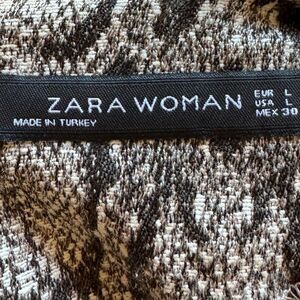 ZARA WOMAN
MADE IN TURKEY
EUR L
USA L
MEX 30